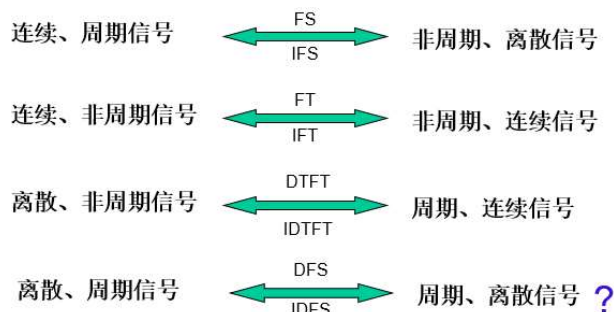 连续、周期信号 FS 非周期、离散信号
IFS
连续、非周期信号 FT 非周期、连续信号
IFT
离散、非周期信号 DTFT 周期、连续信号
IDTFT
离散、周期信号 DFS 周期、离散信号 ?
IDFS